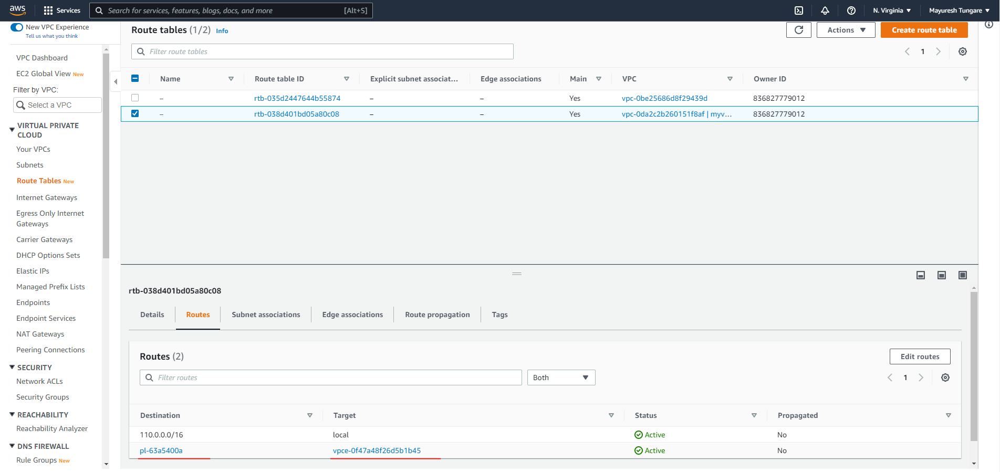 aws Services Search for services, features, blogs, docs, and more [Alt+S] N. Virginia Mayuresh Tungare
New VPC Experience
Tell us what you think
VPC Dashboard
EC2 Global View New
Filter by VPC:
Select a VPC
VIRTUAL PRIVATE
CLOUD
Your VPCs
Subnets
Route Tables New
Internet Gateways
Egress Only Internet
Gateways
Carrier Gateways
DHCP Options Sets
Elastic IPs
Managed Prefix Lists
Endpoints
Endpoint Services
NAT Gateways
Peering Connections
SECURITY
Network ACLs
Security Groups
REACHABILITY
Reachability Analyzer
DNS FIREWALL
Rule Groups New
Route tables (1/2) Info Actions Create route table
Filter route tables 1
Name Route table ID Explicit subnet associat... Edge associations Main VPC Owner ID
– rtb-035d2447644b55874 – – Yes vpc-0be25686d8f29439d 836827779012
– rtb-038d401bd05a80c08 – – Yes vpc-0da2c2b260151f8af | myv... 836827779012
rtb-038d401bd05a80c08
Details Routes Subnet associations Edge associations Route propagation Tags
Routes (2) Edit routes
Filter routes Both 1
Destination Target Status Propagated
110.0.0.0/16 local Active No
pl-63a5400a vpce-0f47a48f26d5b1b45 Active No